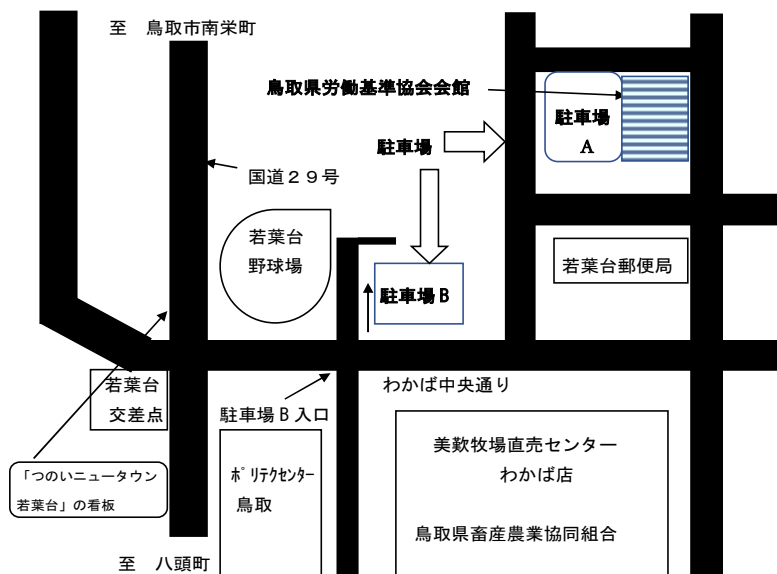 至　鳥取市南栄町
鳥取県労働基準協会会館
駐車場
A
駐車場
国道２９号
若葉台
野球場
若葉台郵便局
駐車場 B
若葉台
交差点
駐車場 B 入口
わかば中央通り
「つのいニュータウン
若葉台」の看板
ﾎﾟﾘﾃｸｾﾝﾀｰ
鳥取
美歎牧場直売センター
わかば店
鳥取県畜産農業協同組合
至　八頭町